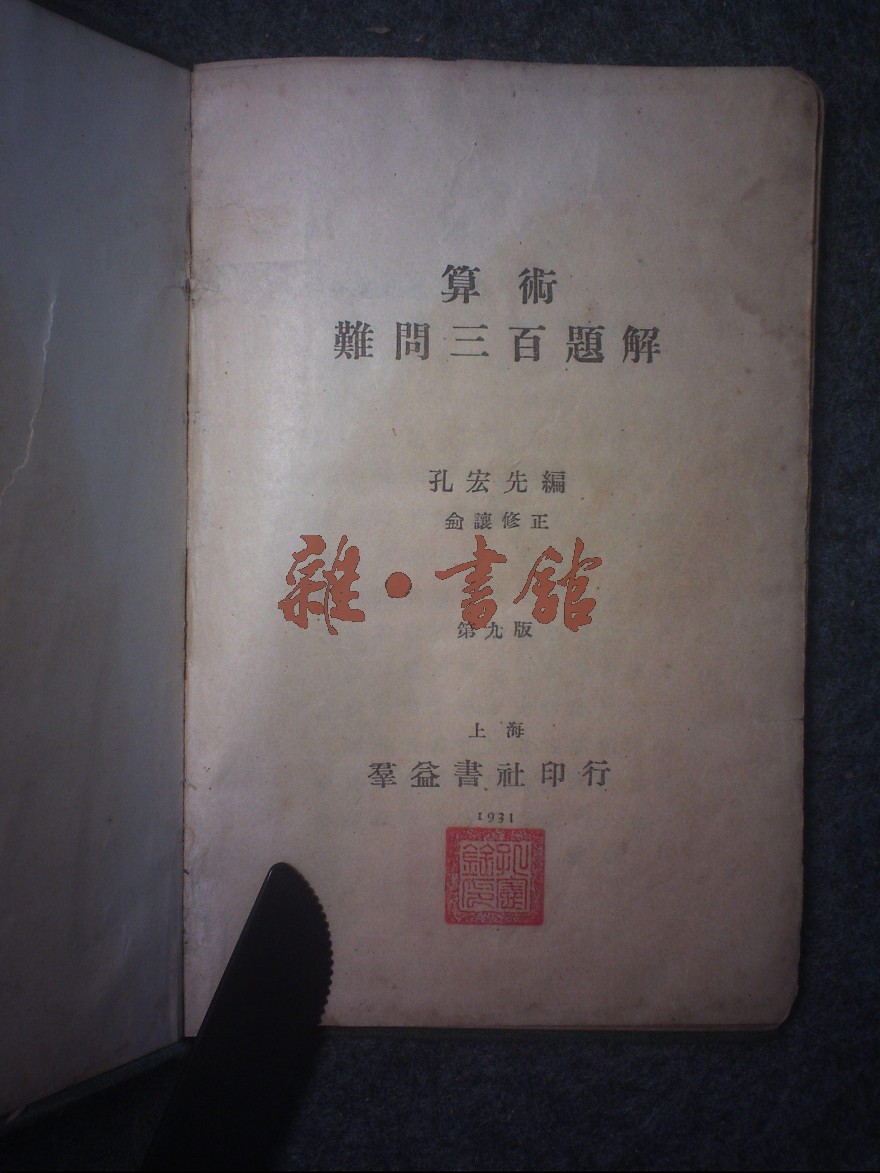 算術
難問三百題解
孔宏先編
侖讓修正
雜·書館
第九版
上海
羣益書社印行
1931